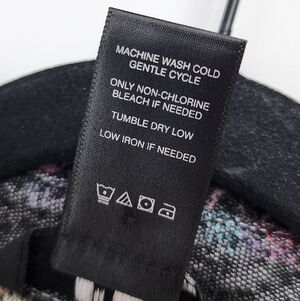 MACHINE WASH COLD
GENTLE CYCLE
ONLY NON-CHLORINE
BLEACH IF NEEDED
TUMBLE DRY LOW
LOW IRON IF NEEDED